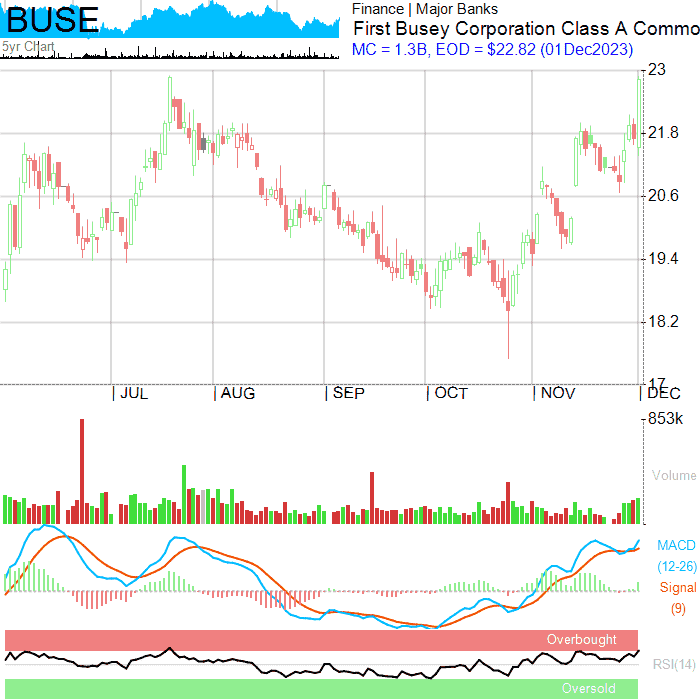 BUSE
5yr Chart
Finance | Major Banks
First Busey Corporation Class A Commo
MC = 1.3B, EOD = $22.82 (01Dec2023)
23
21.8
20.6
19.4
18.2
17
JUL AUG SEP OCT NOV DEC
853k
Volume
MACD
(12-26)
Signal
(9)
Overbought
RSI(14)
Oversold